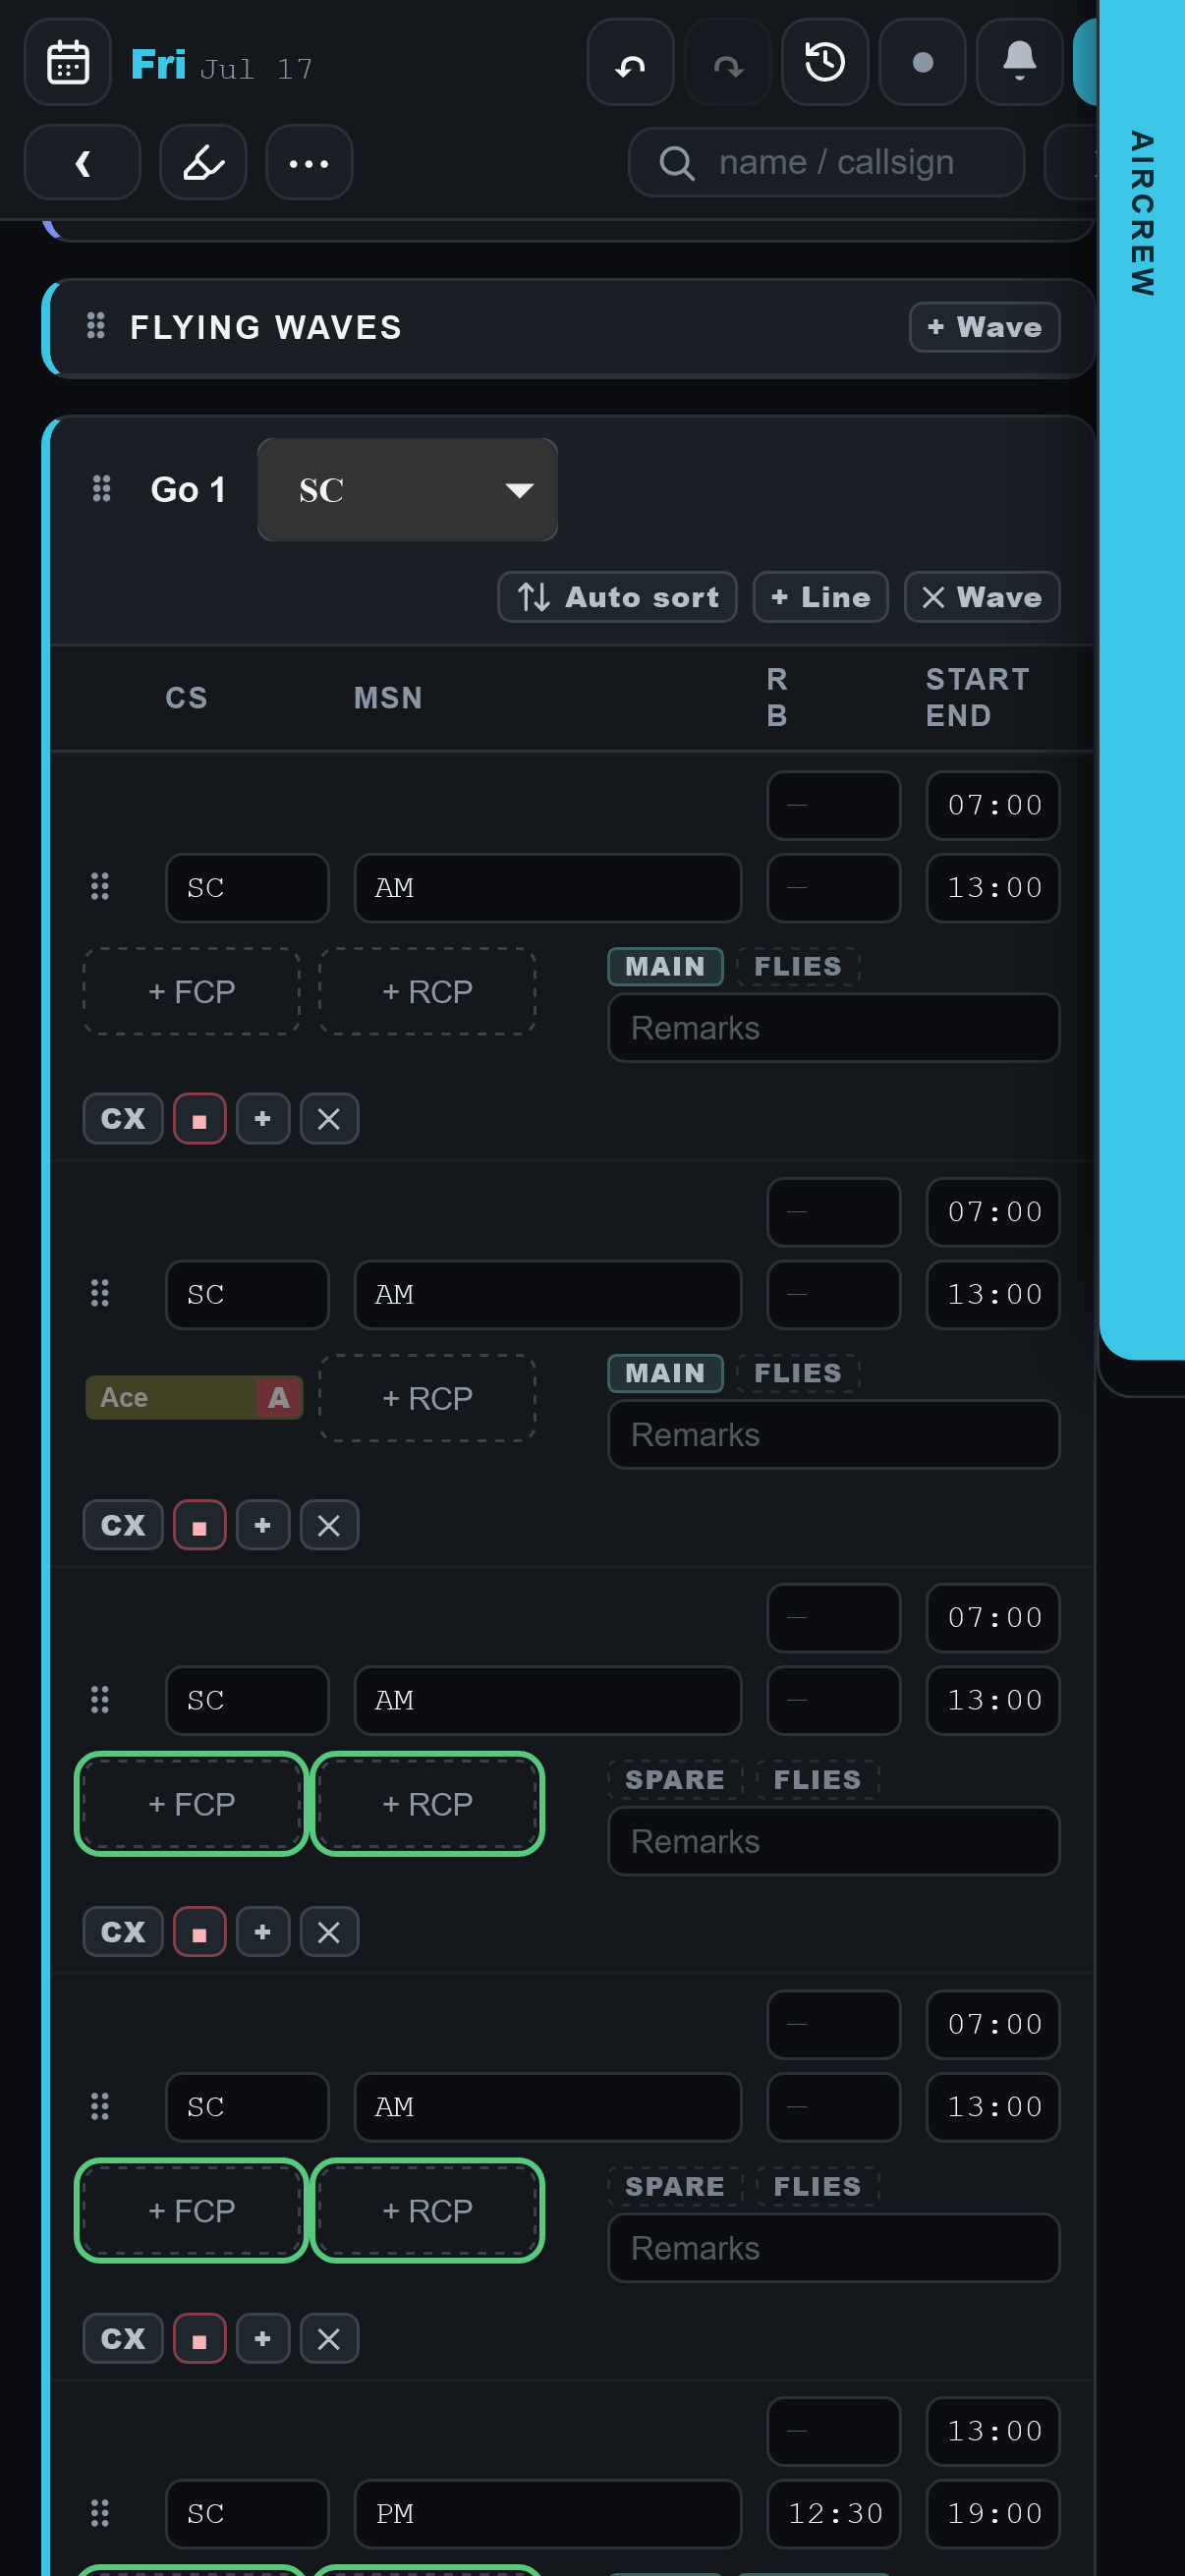 Fri Jul 17
‹ ... name / callsign
AIRCREW
FLYING WAVES + Wave
Go 1 SC
Auto sort + Line × Wave
CS MSN R START
B END
— 07:00
SC AM — 13:00
+ FCP + RCP MAIN FLIES
Remarks
CX + ×
— 07:00
SC AM — 13:00
Ace A + RCP MAIN FLIES
Remarks
CX + ×
— 07:00
SC AM — 13:00
+ FCP + RCP SPARE FLIES
Remarks
CX + ×
— 07:00
SC AM — 13:00
+ FCP + RCP SPARE FLIES
Remarks
CX + ×
— 13:00
SC PM 12:30 19:00